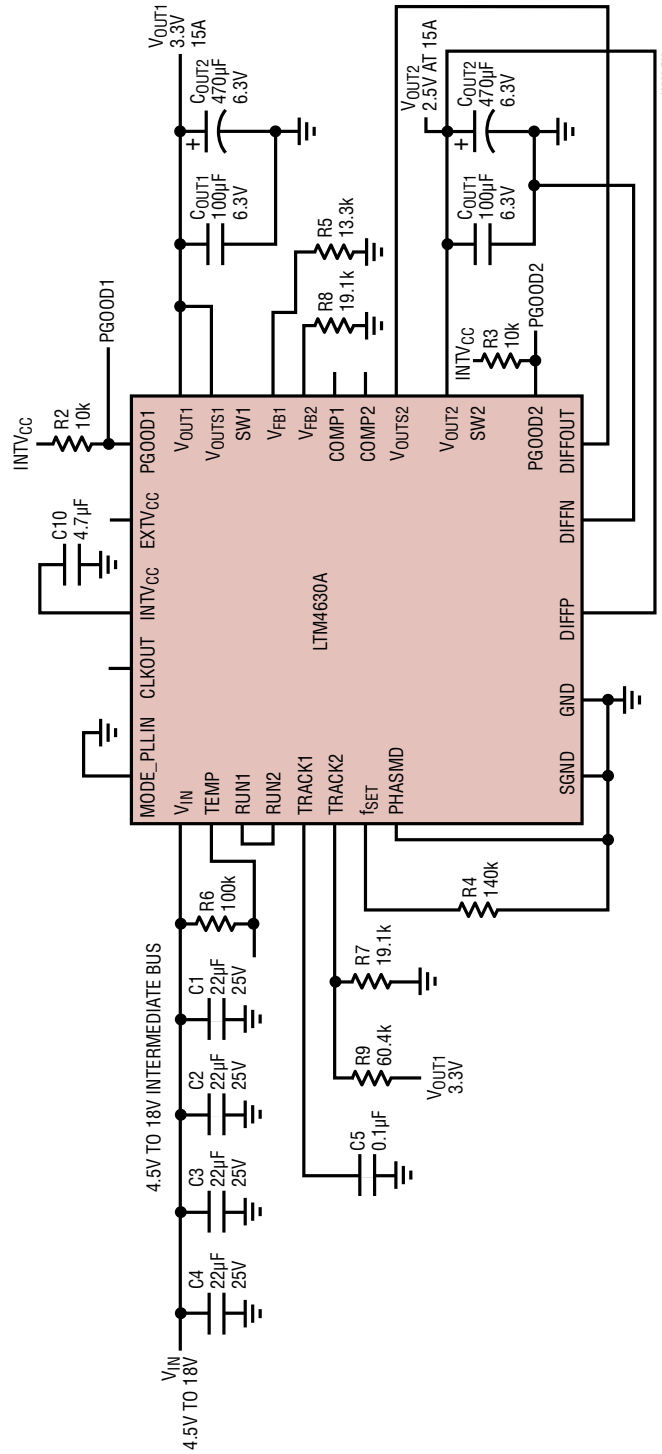 VIN
4.5V TO 18V
4.5V TO 18V INTERMEDIATE BUS
C4
22µF
25V
C3
22µF
25V
C2
22µF
25V
C1
22µF
25V
R6
100k
C5
0.1µF
R9
60.4k
VOUT1
3.3V
R7
19.1k
R4
140k
MODE_PLLIN
CLKOUT
INTVCC
EXTVCC
PGOOD1
C10
4.7µF
INTVCC
R2
10k
PGOOD1
VIN
TEMP
RUN1
RUN2
TRACK1
TRACK2
fSET
PHASMD
LTM4630A
VOUT1
VOUTS1
SW1
VFB1
VFB2
COMP1
COMP2
VOUTS2
VOUT2
SW2
PGOOD2
SGND
GND
DIFFP
DIFFN
DIFFOUT
COUT1
100µF
6.3V
COUT2
470µF
6.3V
+
VOUT1
3.3V
15A
R8
19.1k
R5
13.3k
INTVCC
R3
10k
PGOOD2
COUT1
100µF
6.3V
COUT2
470µF
6.3V
+
VOUT2
2.5V AT 15A